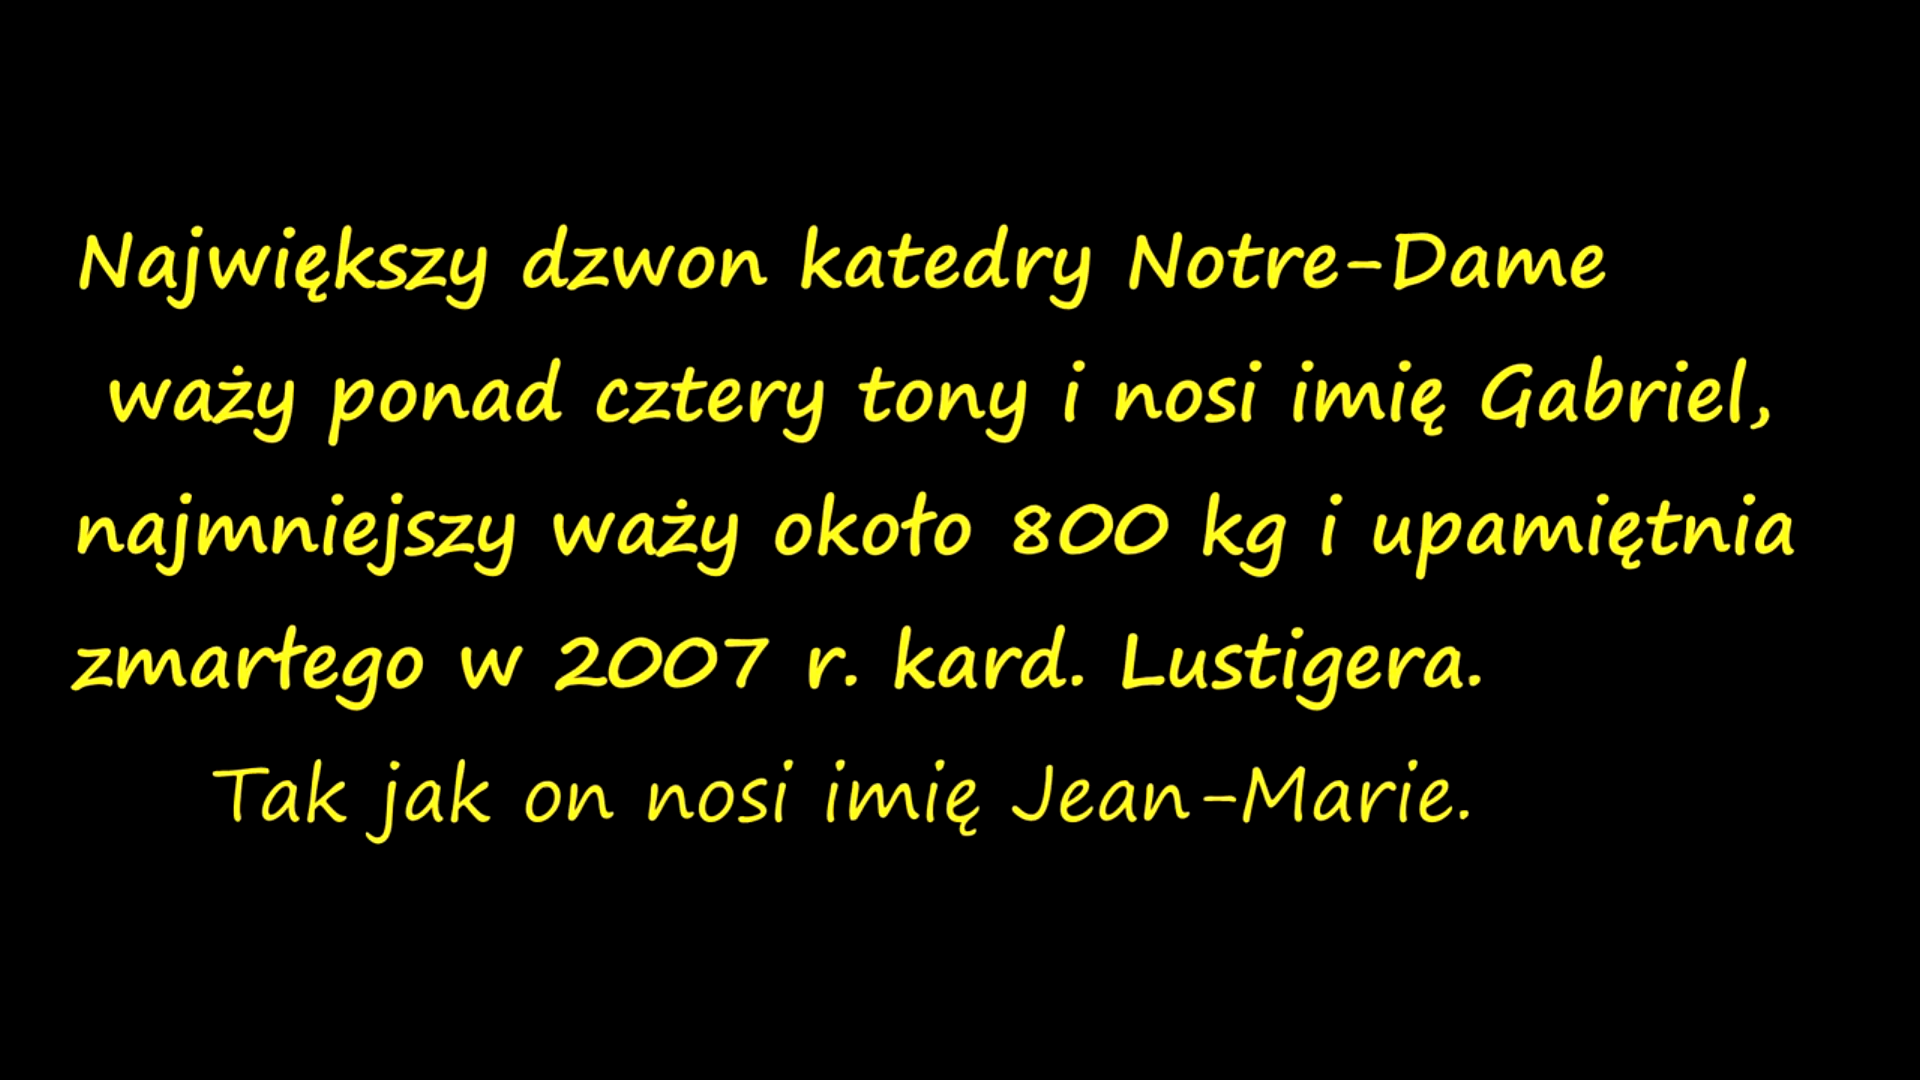 Największy dzwon katedry Notre-Dame
waży ponad cztery tony i nosi imię Gabriel,
najmniejszy waży około 800 kg i upamiętnia
zmarłego w 2007 r. kard. Lustigera.
Tak jak on nosi imię Jean-Marie.